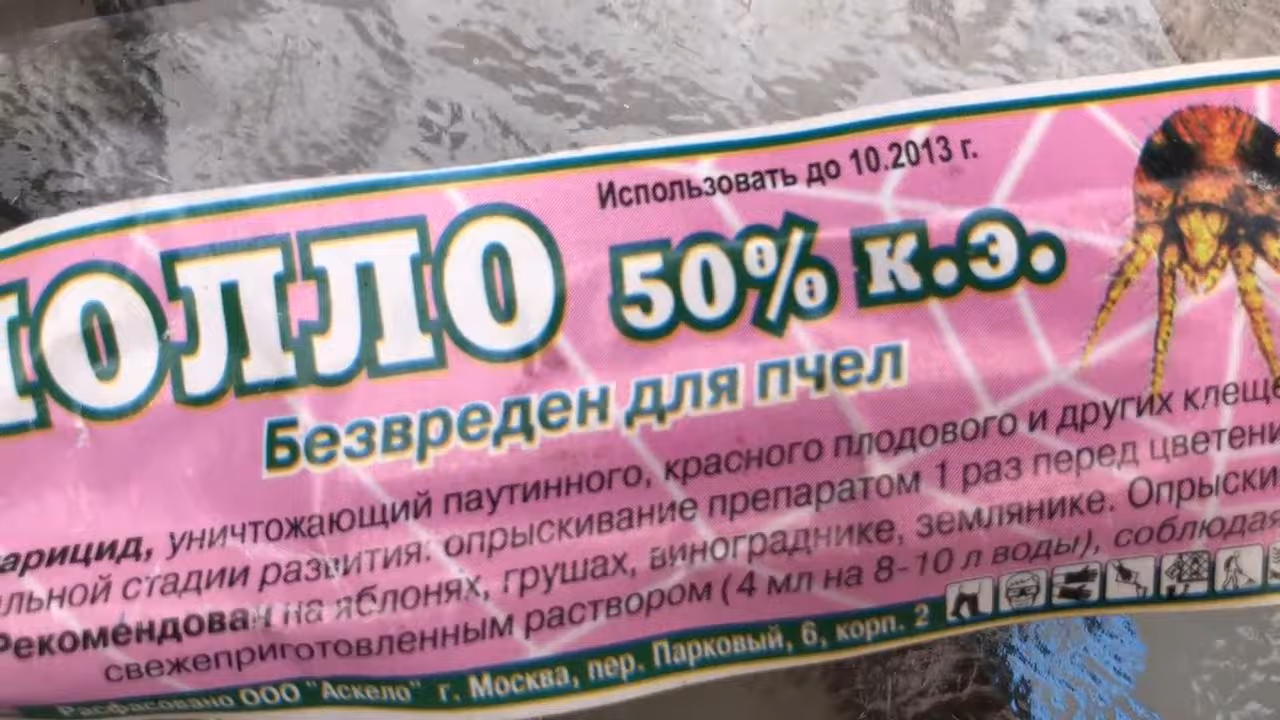 Использовать до 10.2013 г.
ОЛЛО 50% к.э.
Безвреден для пчел
арицид, уничтожающий паутинного, красного плодового и других клеще
льной стадии развития: опрыскивание препаратом 1 раз перед цветени
Рекомендован на яблонях, грушах, винограднике, землянике. Опрыски
свежеприготовленным раствором (4 мл на 8-10 л воды), соблюдая
Расфасовано ООО "Аскело" г. Москва, пер. Парковый, 6, корп. 2